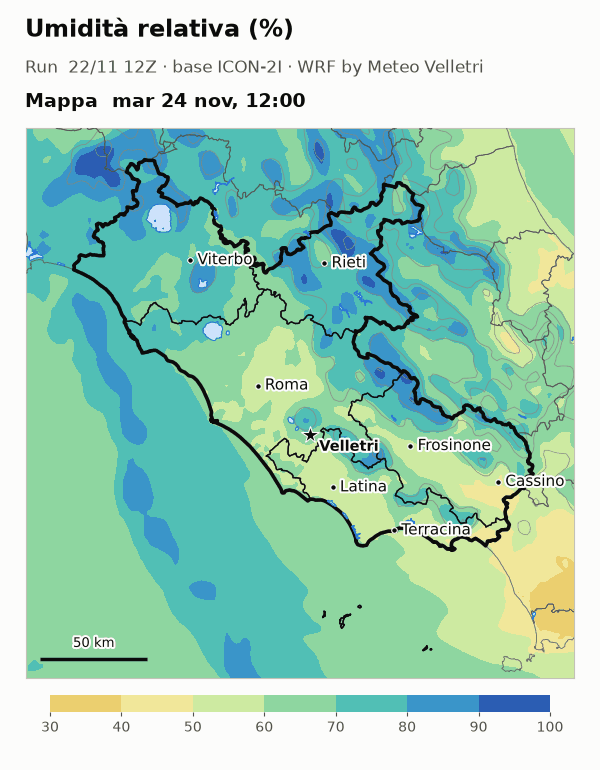 Umidità relativa (%)
Run  22/11 12Z · base ICON-2I · WRF by Meteo Velletri
Mappa  mar 24 nov, 12:00
Viterbo
Rieti
Roma
Velletri
Frosinone
Cassino
Latina
Terracina
50 km
30 40 50 60 70 80 90 100